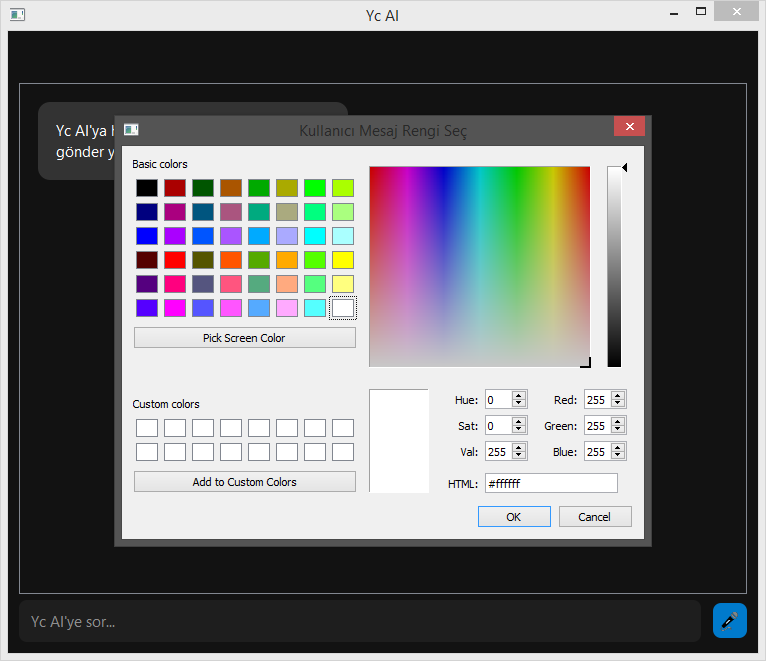 Yc AI
Yc AI'ya
gönder y
Kullanıcı Mesaj Rengi Seç
Basic colors
Pick Screen Color
Custom colors
Add to Custom Colors
Hue: 0 Red: 255
Sat: 0 Green: 255
Val: 255 Blue: 255
HTML: #ffffff
OK Cancel
Yc AI'ye sor...